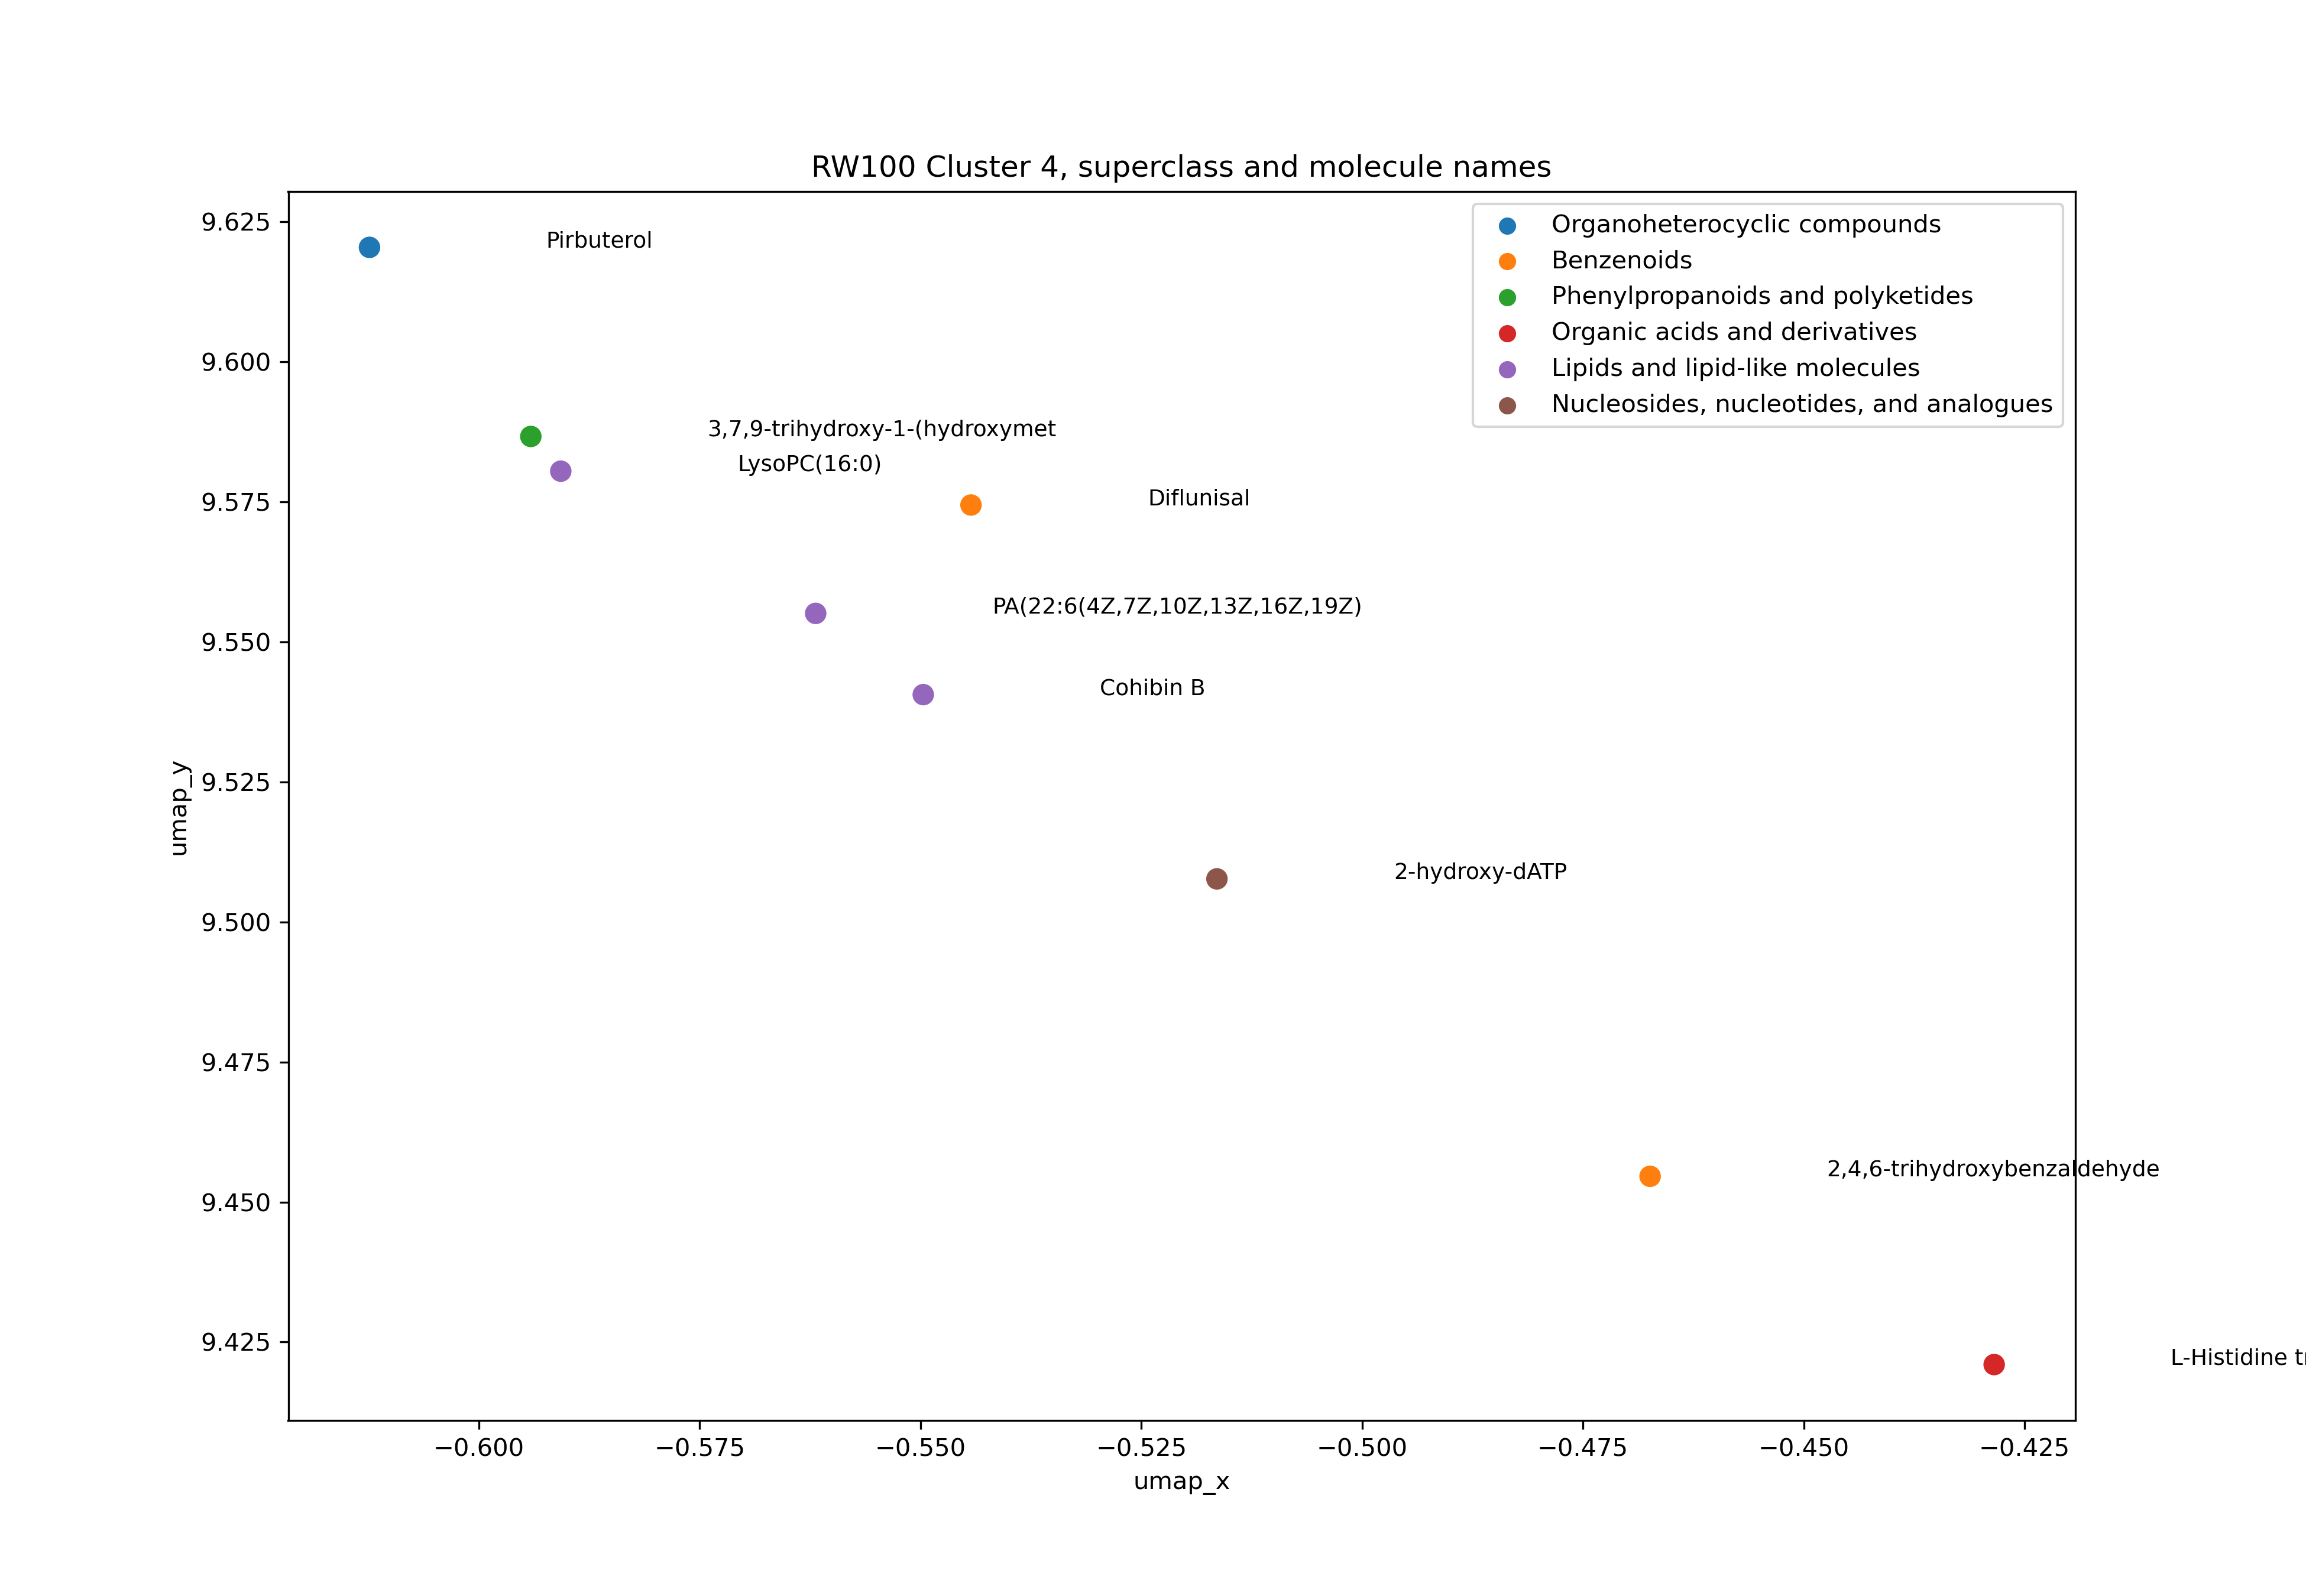 RW100 Cluster 4, superclass and molecule names
Organoheterocyclic compounds
Benzenoids
Phenylpropanoids and polyketides
Organic acids and derivatives
Lipids and lipid-like molecules
Nucleosides, nucleotides, and analogues
Pirbuterol
3,7,9-trihydroxy-1-(hydroxymet
LysoPC(16:0)
Diflunisal
PA(22:6(4Z,7Z,10Z,13Z,16Z,19Z)
Cohibin B
2-hydroxy-dATP
2,4,6-trihydroxybenzaldehyde
L-Histidine
umap_y
9.625
9.600
9.575
9.550
9.525
9.500
9.475
9.450
9.425
−0.600
−0.575
−0.550
−0.525
−0.500
−0.475
−0.450
−0.425
umap_x